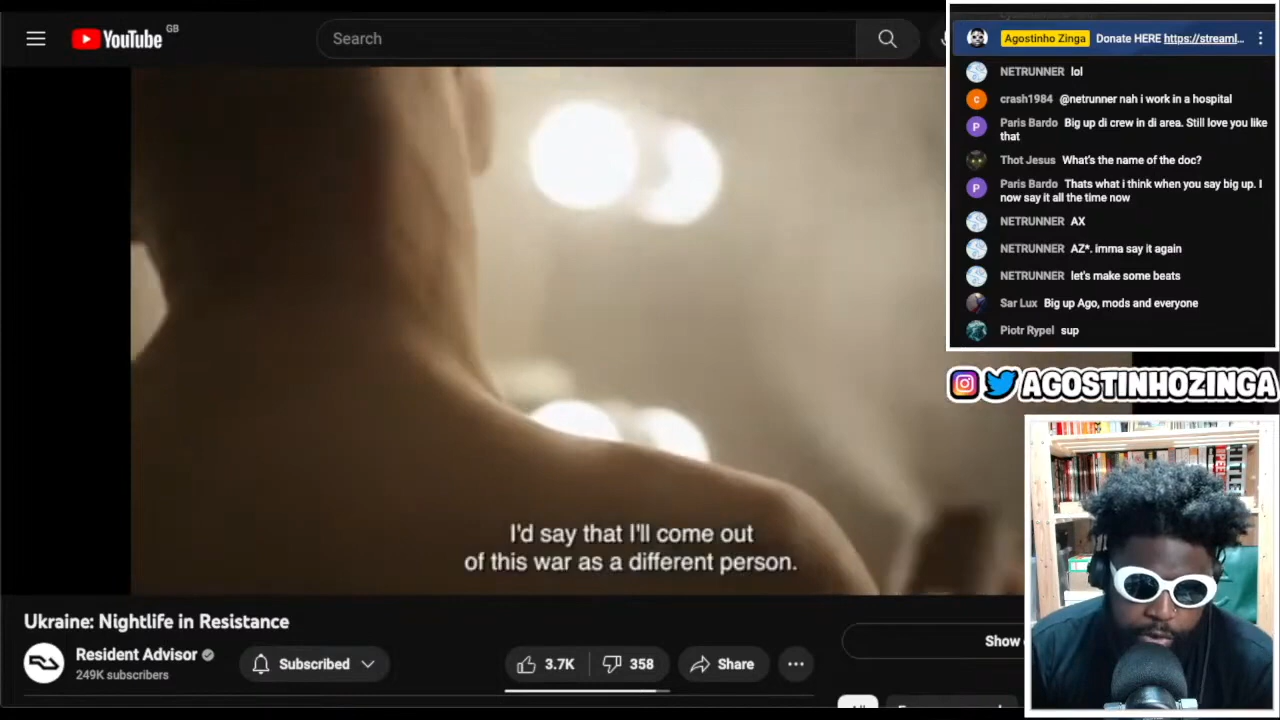 YouTube GB
Search
I'd say that I'll come out
of this war as a different person.
Ukraine: Nightlife in Resistance
Resident Advisor
249K subscribers
Subscribed
3.7K
358
Share
Show
Agostinho Zinga Donate HERE https://streaml...
NETRUNNER lol
crash1984 @netrunner nah i work in a hospital
Paris Bardo Big up di crew in di area. Still love you like
that
Thot Jesus What's the name of the doc?
Paris Bardo Thats what i think when you say big up. I
now say it all the time now
NETRUNNER AX
NETRUNNER AZ*. imma say it again
NETRUNNER let's make some beats
Sar Lux Big up Ago, mods and everyone
Piotr Rypel sup
AGOSTINHOZINGA